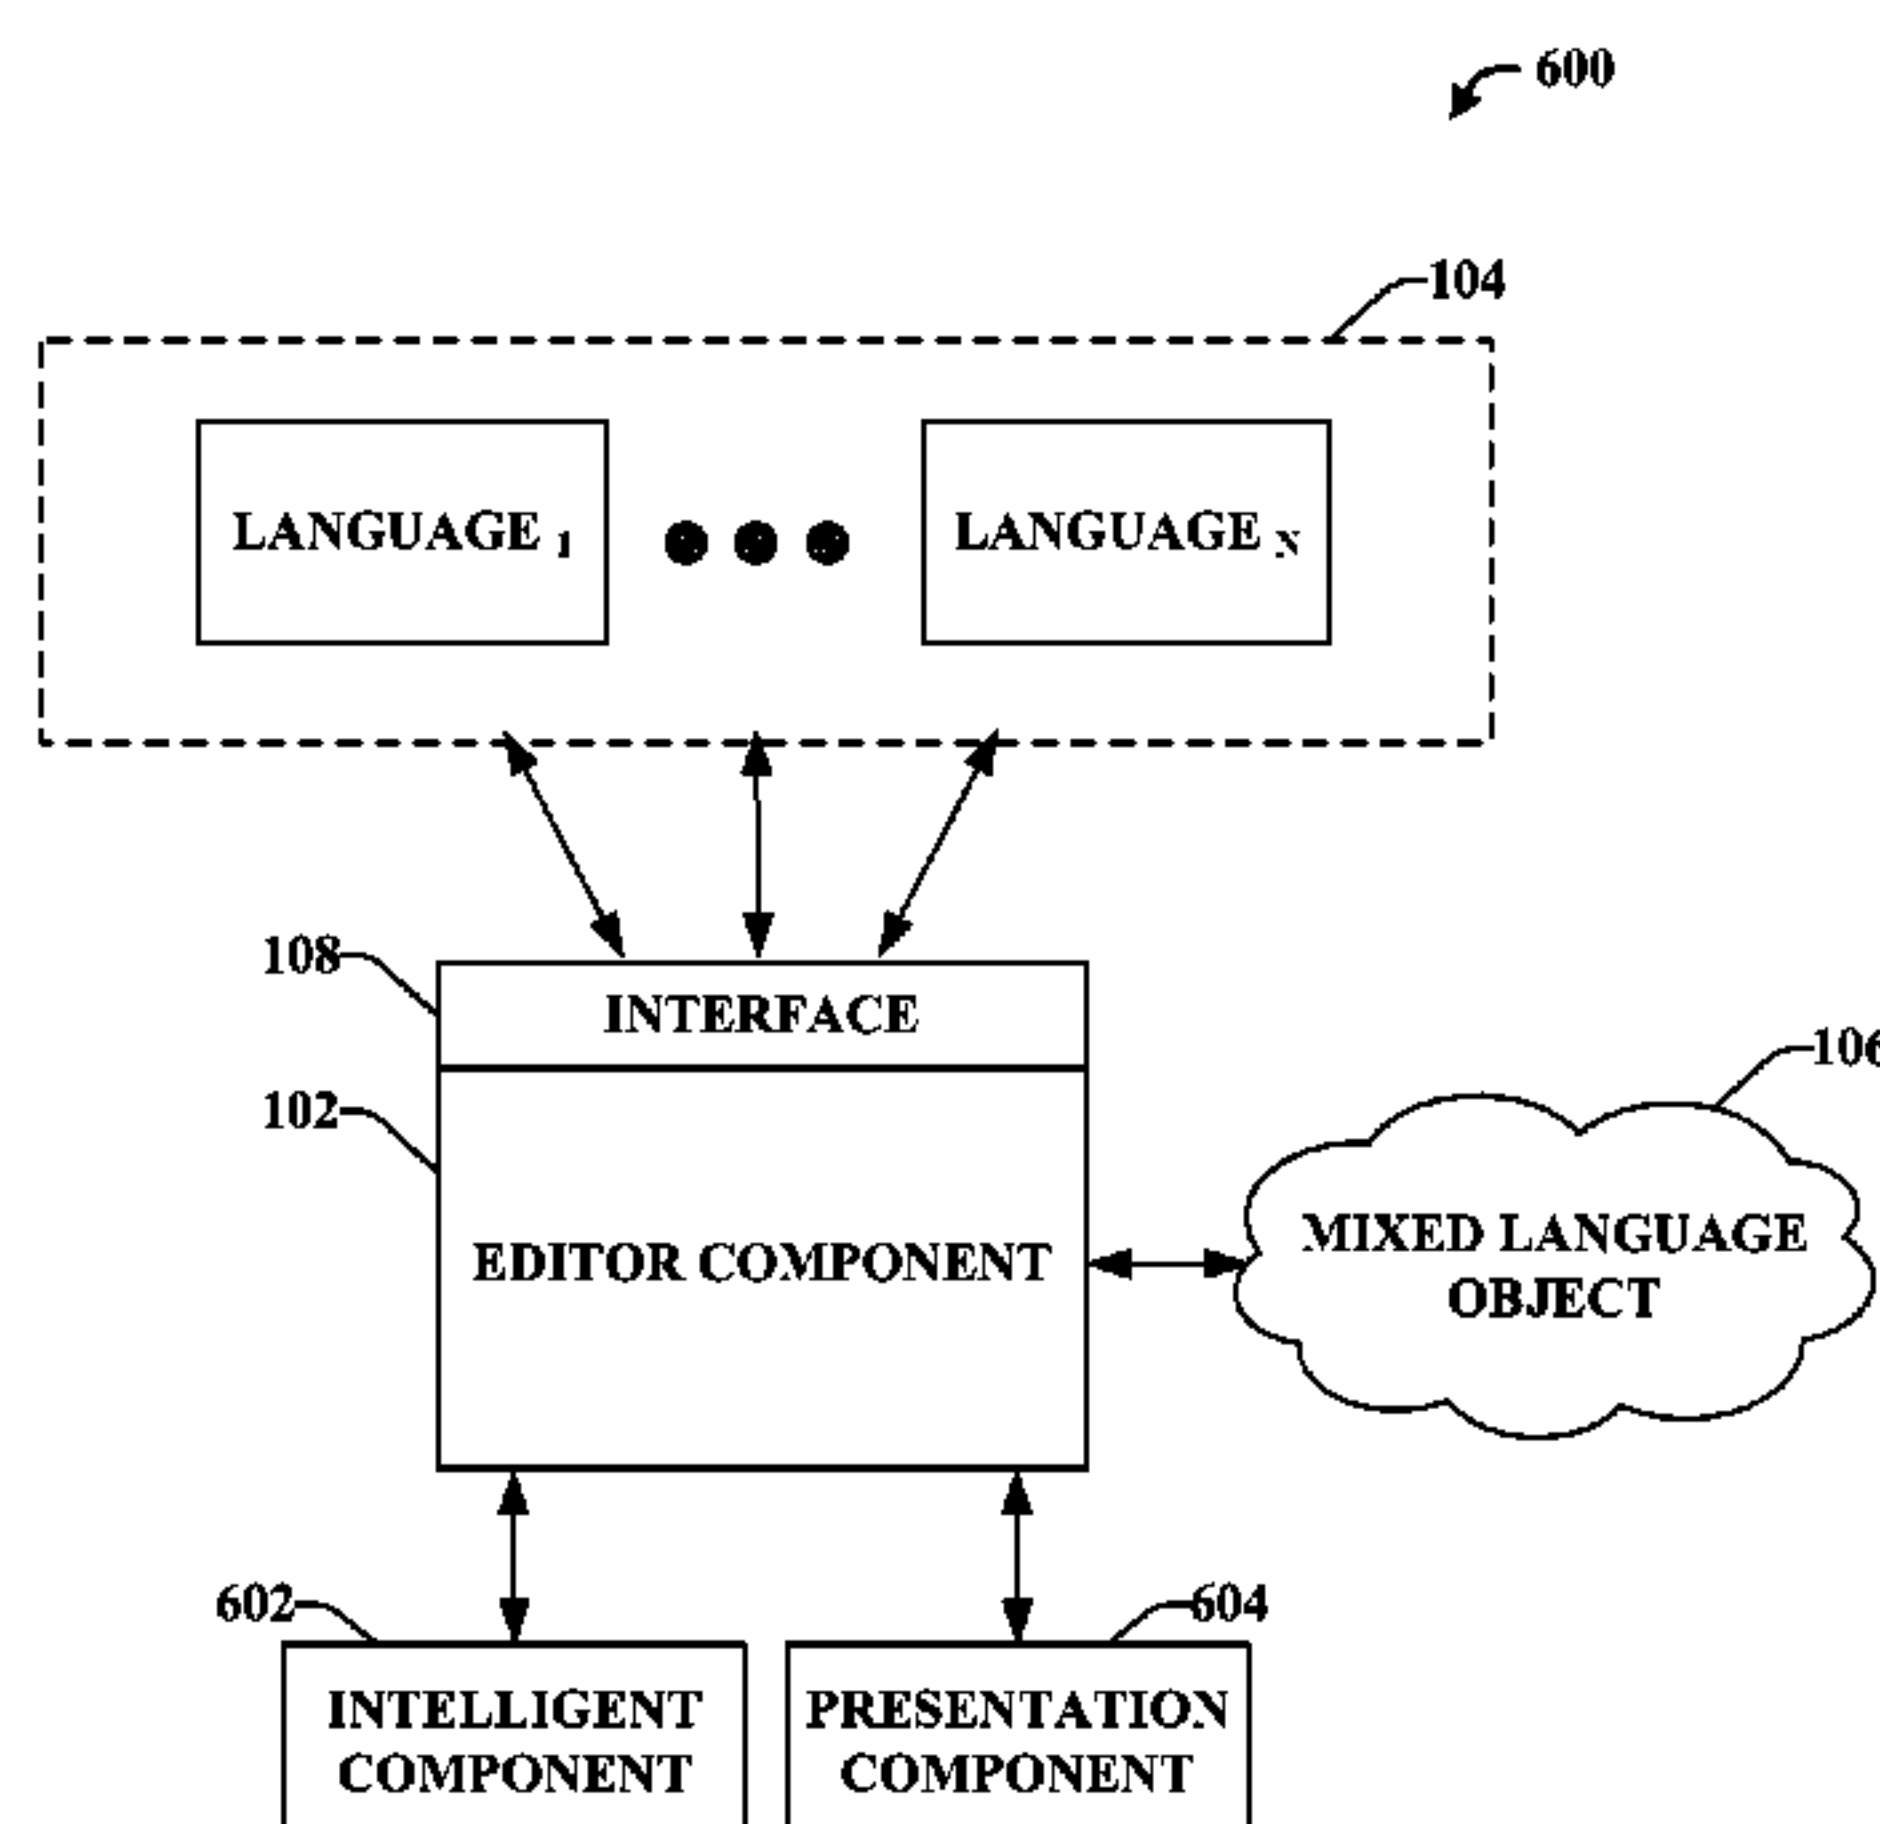 600
104
LANGUAGE 1
LANGUAGE N
108
INTERFACE
106
102
EDITOR COMPONENT
MIXED LANGUAGE
OBJECT
602
604
INTELLIGENT
COMPONENT
PRESENTATION
COMPONENT